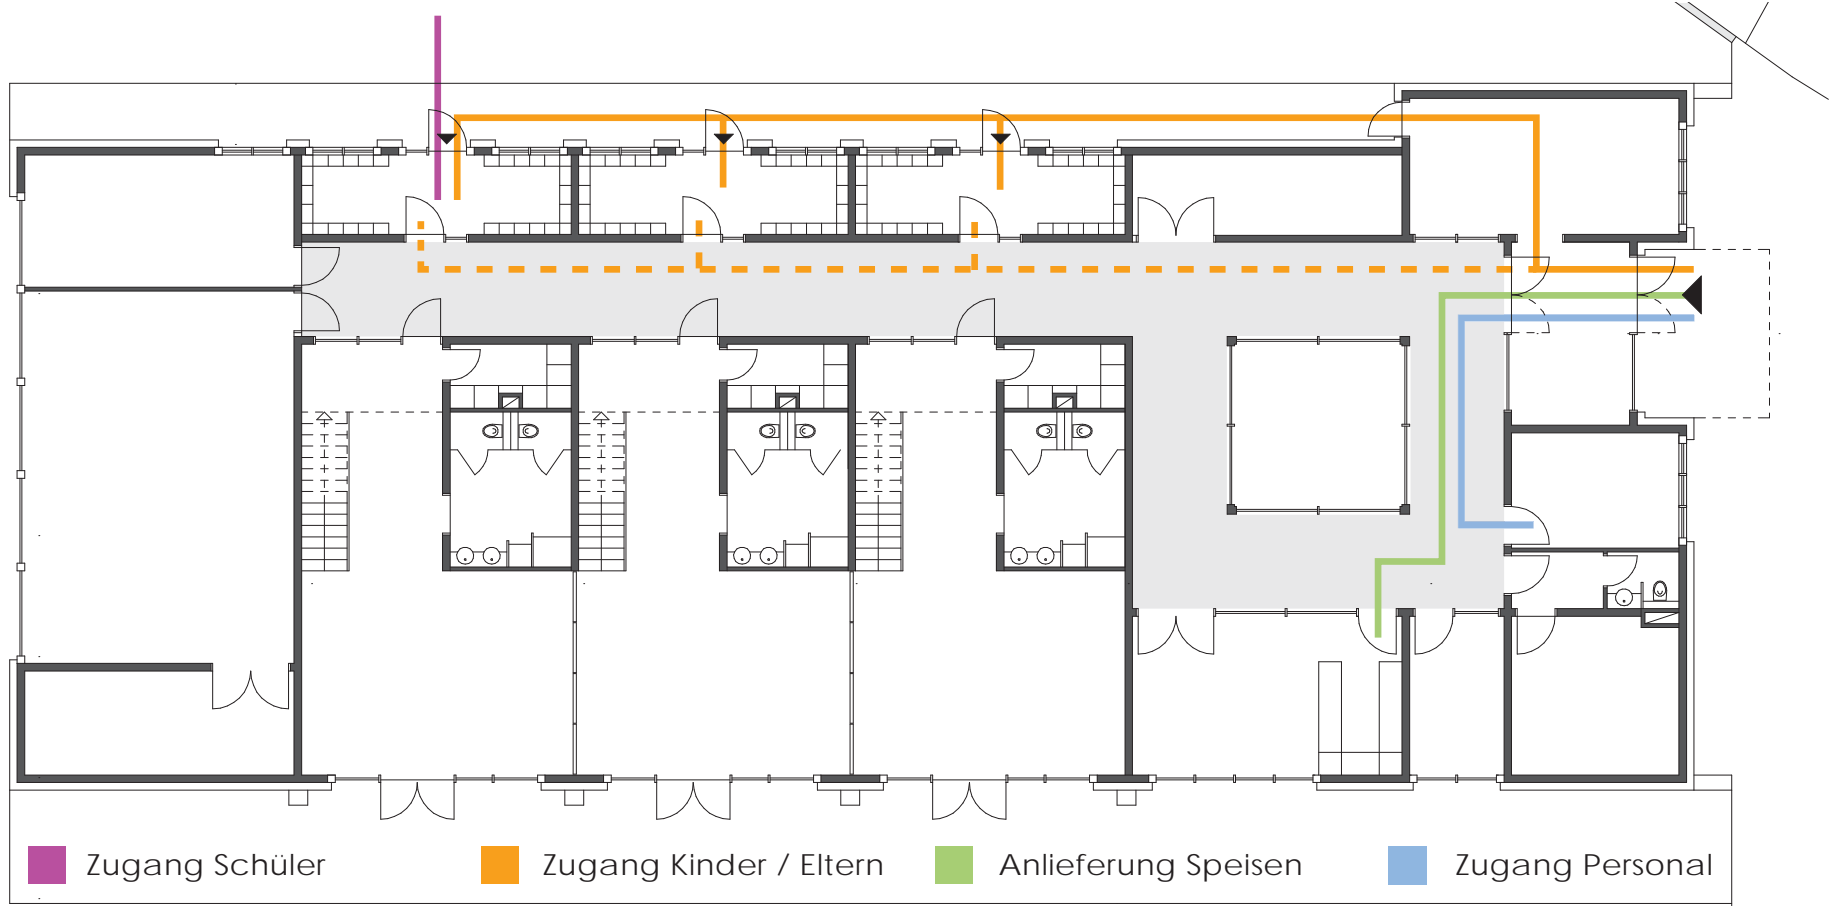 Zugang Schüler
Zugang Kinder / Eltern
Anlieferung Speisen
Zugang Personal